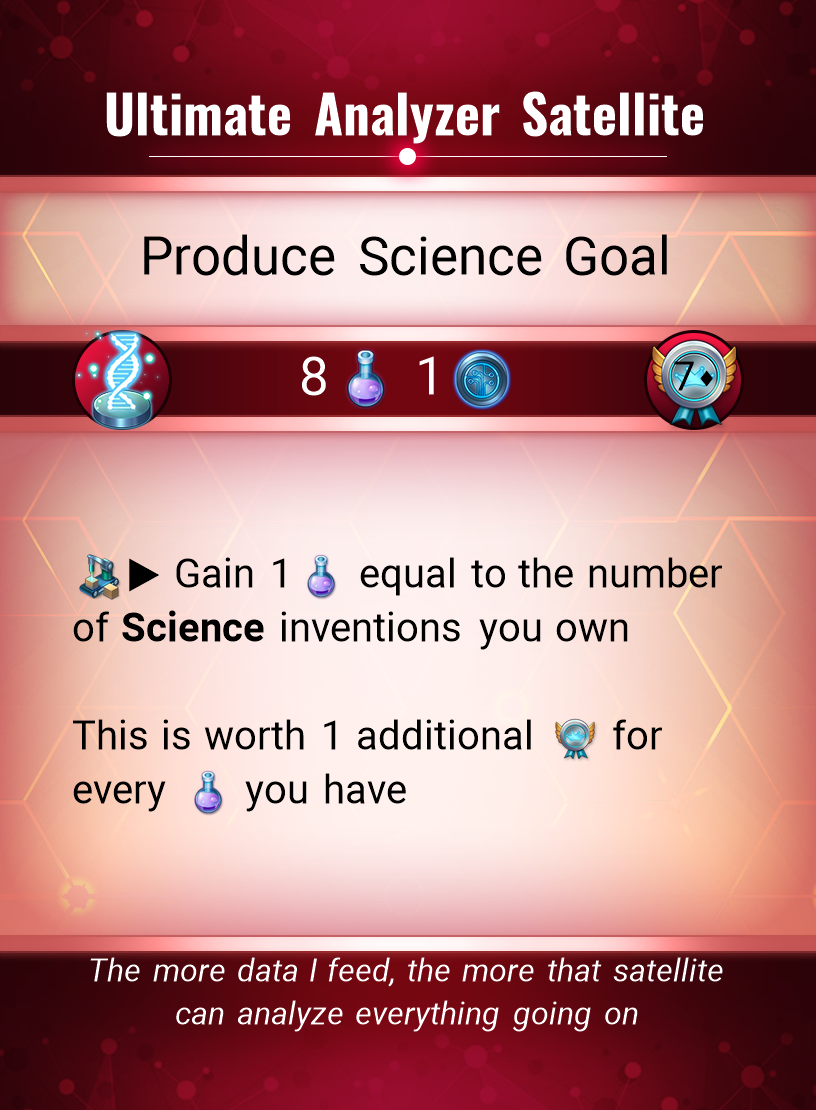 Ultimate Analyzer Satellite
Produce Science Goal
8 1
7♦
▶ Gain 1 equal to the number
of Science inventions you own
This is worth 1 additional for
every you have
The more data I feed, the more that satellite
can analyze everything going on